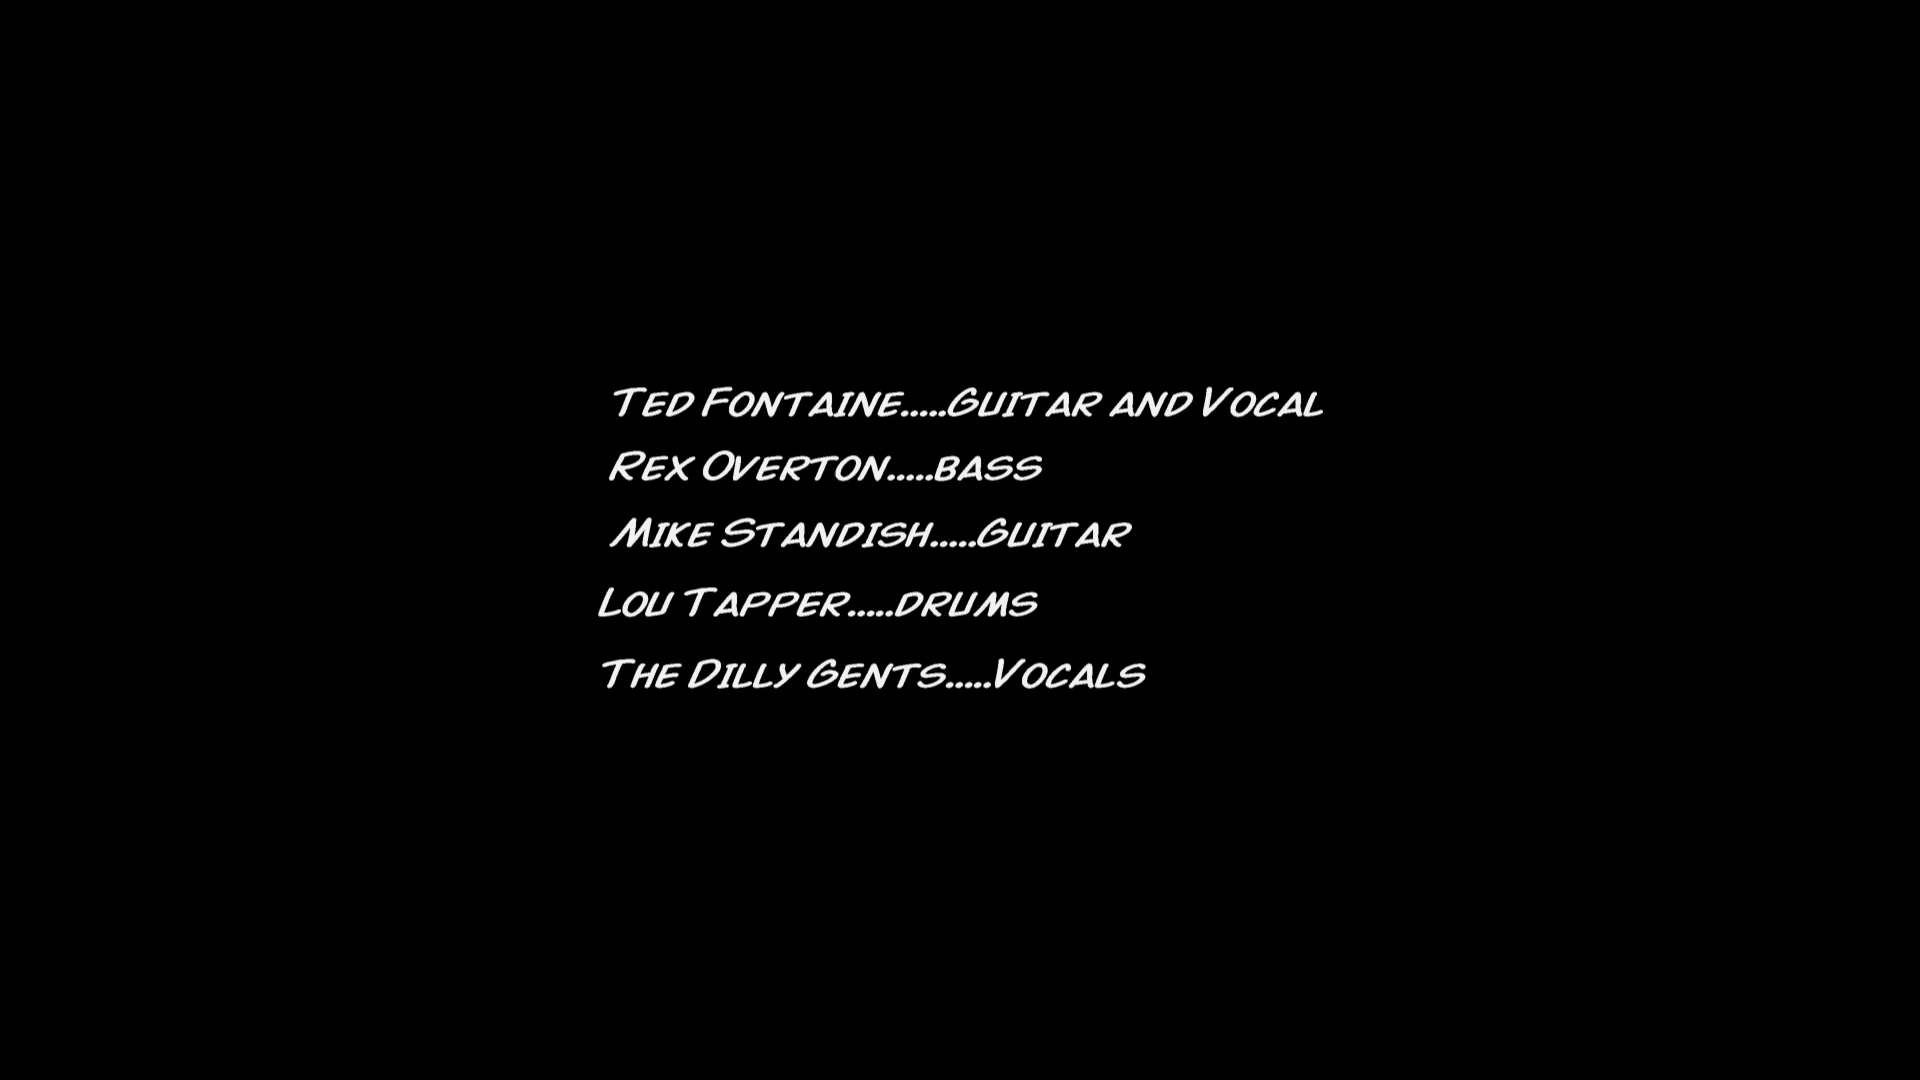 Ted Fontaine.....Guitar and Vocal
Rex Overton.....bass
Mike Standish.....Guitar
Lou Tapper.....drums
The Dilly Gents.....Vocals